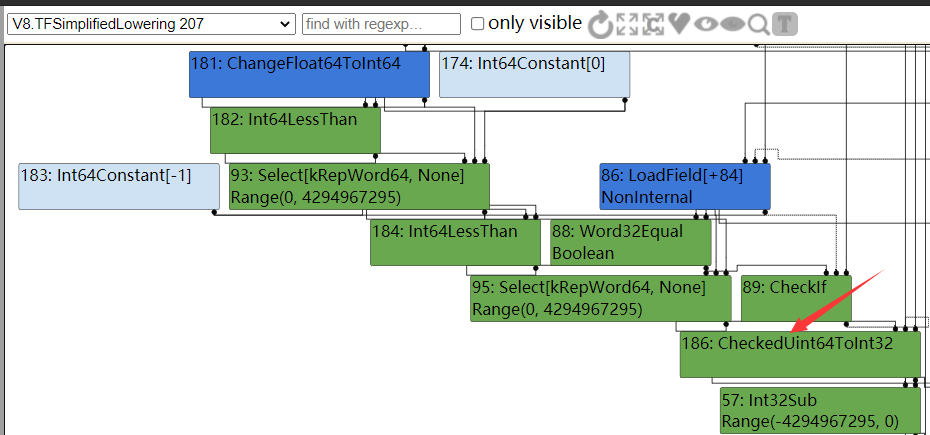 V8.TFSimplifiedLowering 207
find with regexp…
only visible
181: ChangeFloat64ToInt64
174: Int64Constant[0]
182: Int64LessThan
183: Int64Constant[-1]
93: Select[kRepWord64, None]
Range(0, 4294967295)
86: LoadField[+84]
NonInternal
184: Int64LessThan
88: Word32Equal
Boolean
95: Select[kRepWord64, None]
Range(0, 4294967295)
89: CheckIf
186: CheckedUint64ToInt32
57: Int32Sub
Range(-4294967295, 0)